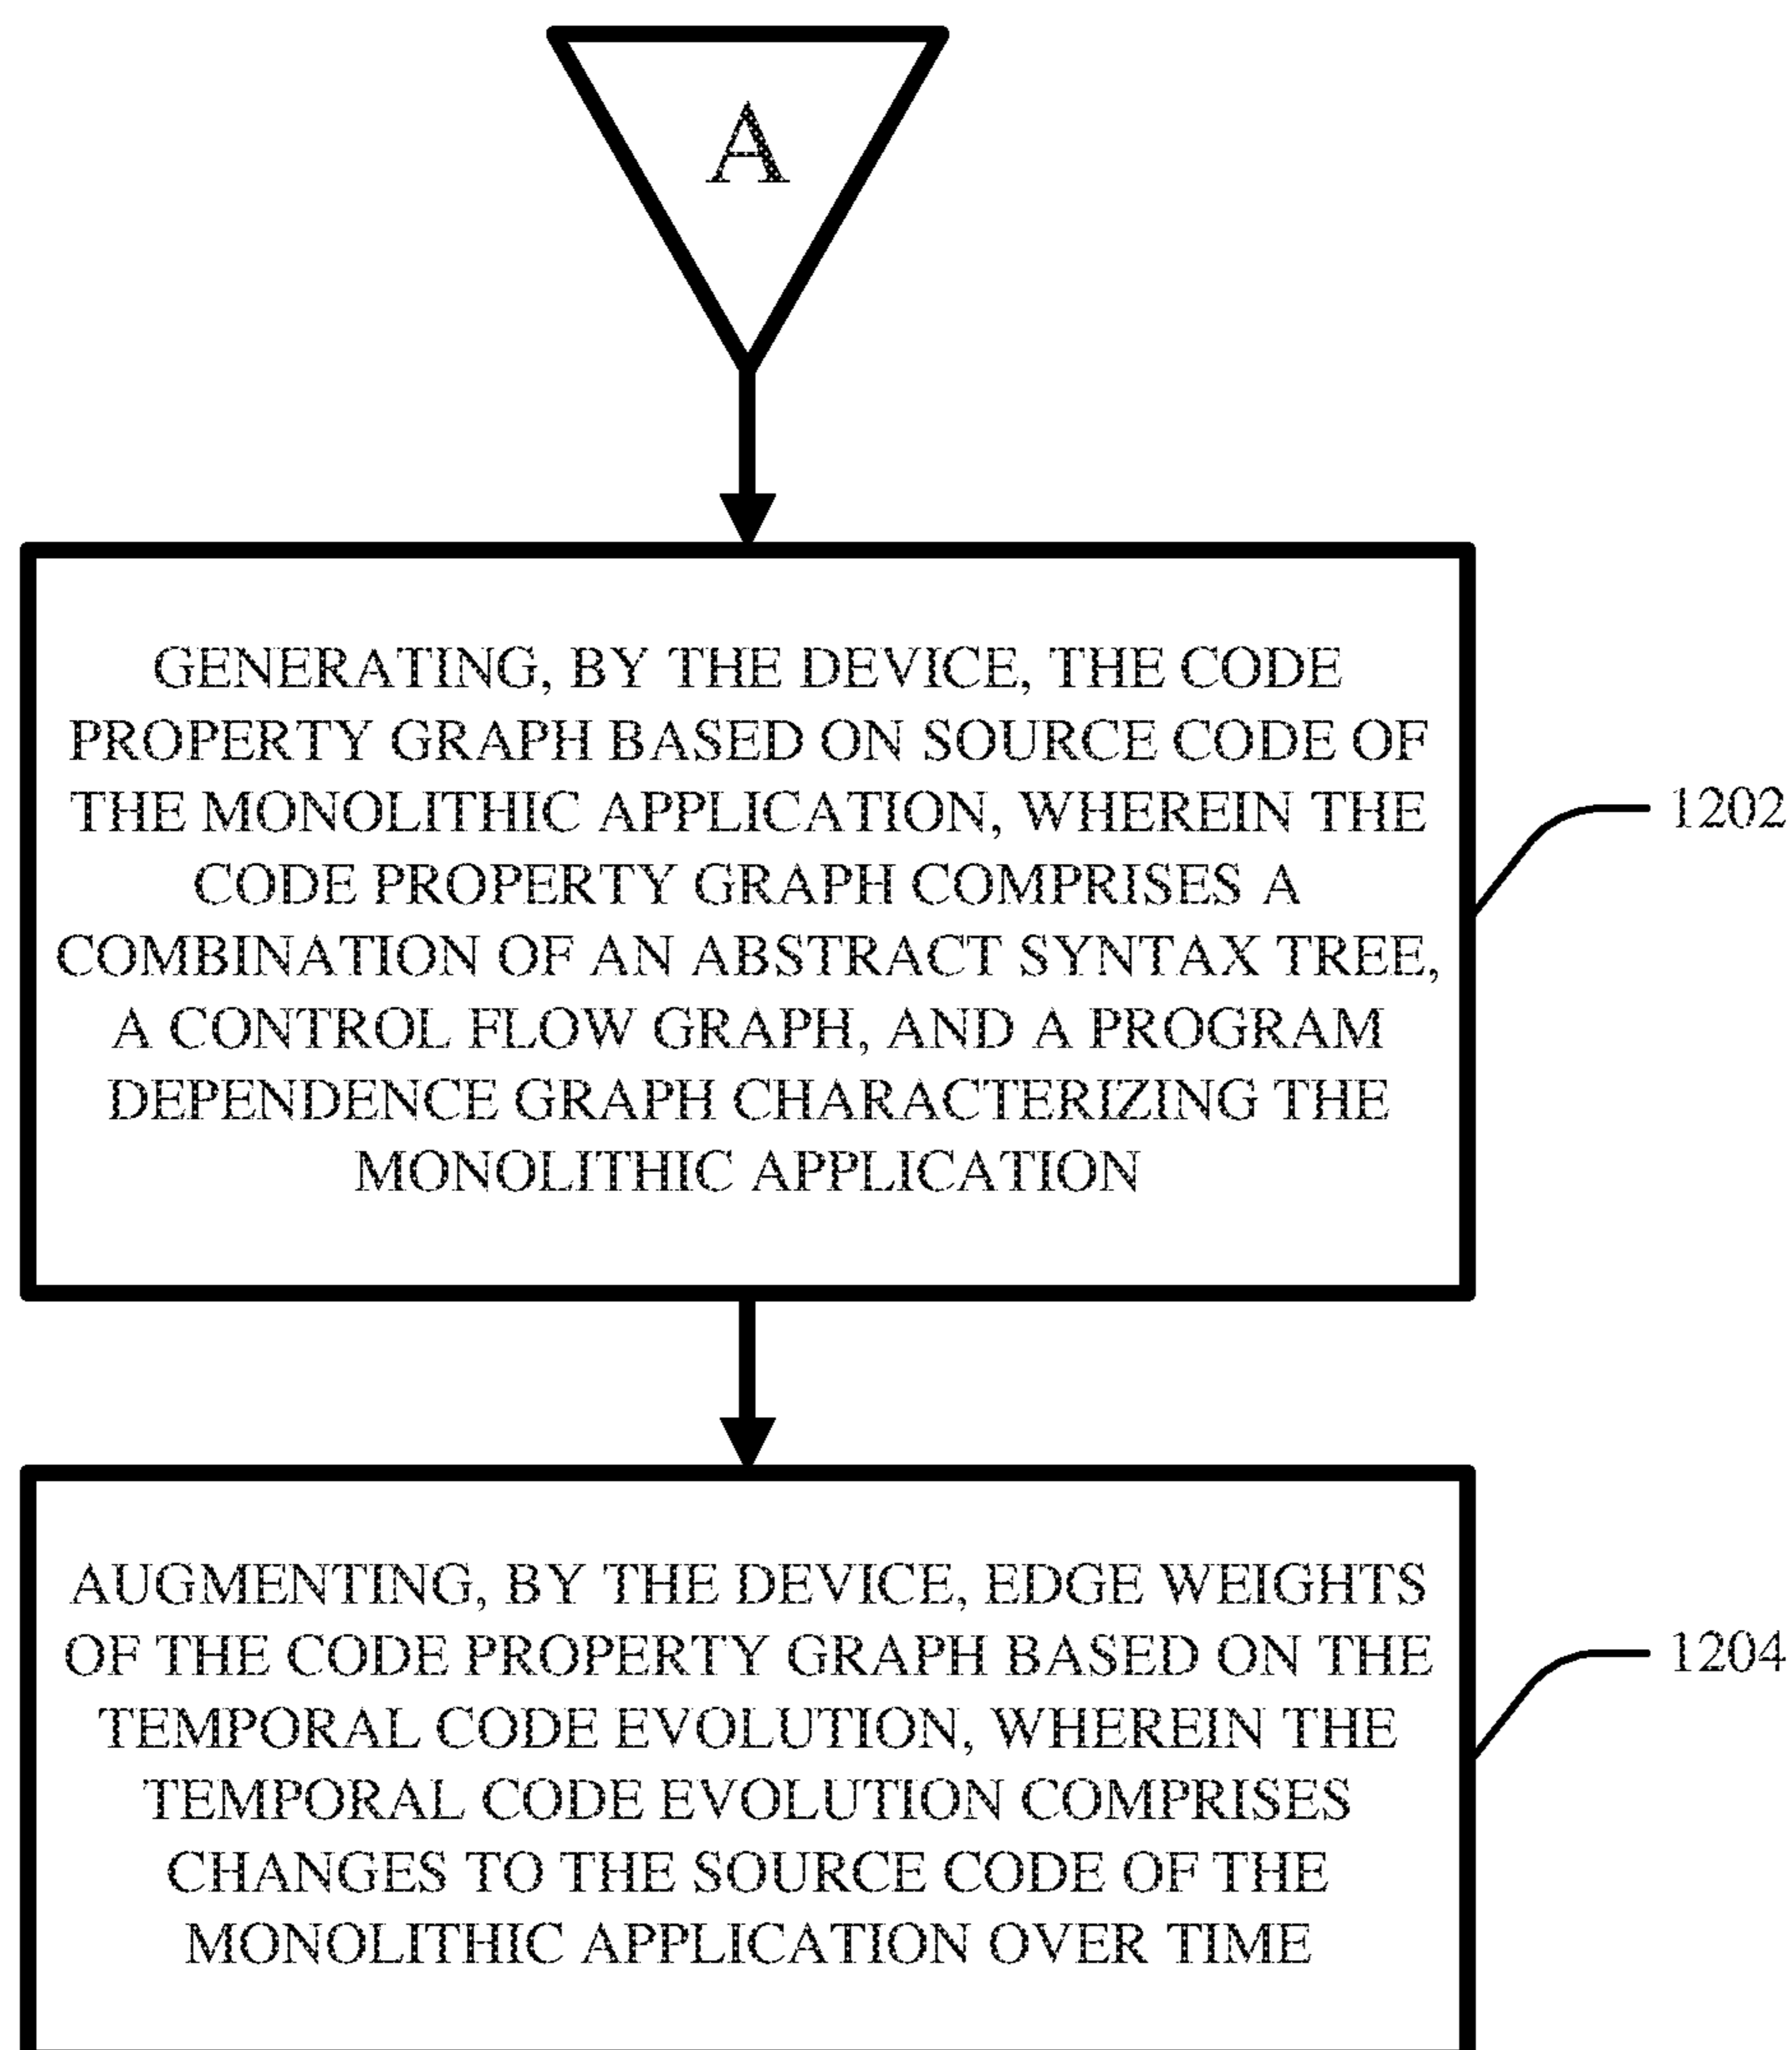 A
GENERATING, BY THE DEVICE, THE CODE
PROPERTY GRAPH BASED ON SOURCE CODE OF
THE MONOLITHIC APPLICATION, WHEREIN THE
CODE PROPERTY GRAPH COMPRISES A
COMBINATION OF AN ABSTRACT SYNTAX TREE,
A CONTROL FLOW GRAPH, AND A PROGRAM
DEPENDENCE GRAPH CHARACTERIZING THE
MONOLITHIC APPLICATION
1202
AUGMENTING, BY THE DEVICE, EDGE WEIGHTS
OF THE CODE PROPERTY GRAPH BASED ON THE
TEMPORAL CODE EVOLUTION, WHEREIN THE
TEMPORAL CODE EVOLUTION COMPRISES
CHANGES TO THE SOURCE CODE OF THE
MONOLITHIC APPLICATION OVER TIME
1204